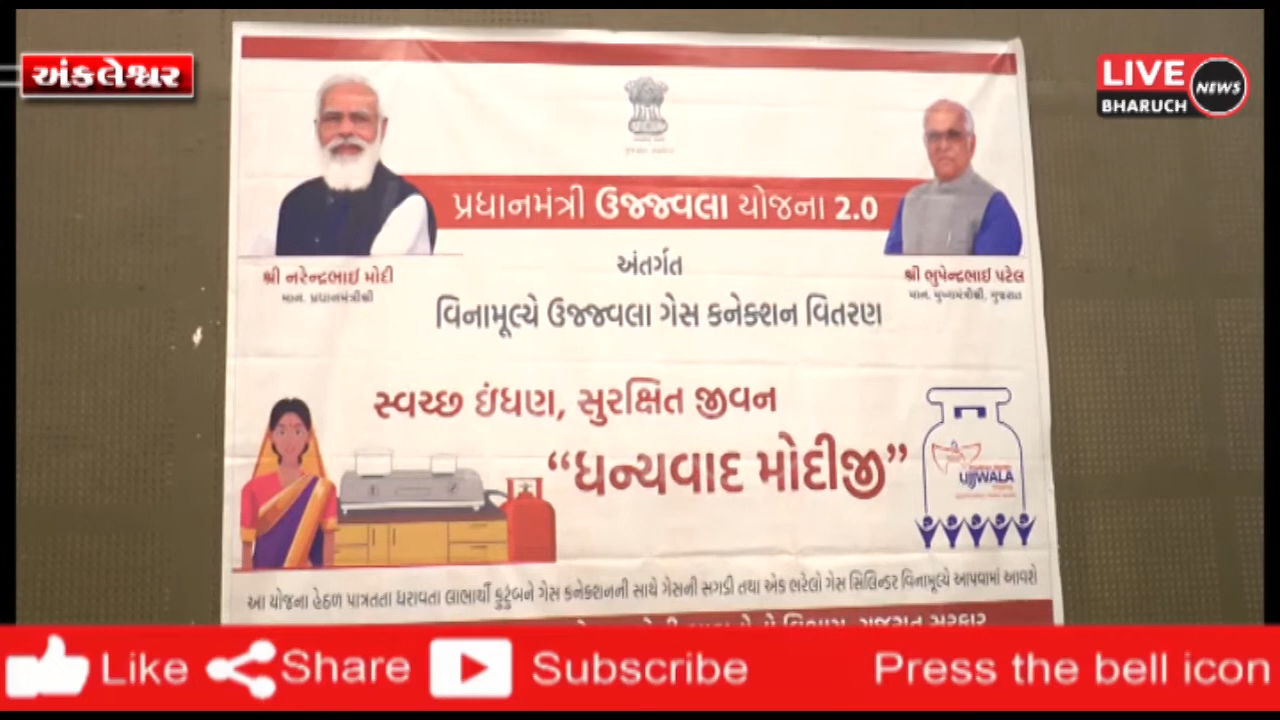 અંકલેશ્વર
LIVE
BHARUCH
NEWS
પ્રધાનમંત્રી ઉજ્જવલા યોજના 2.0
શ્રી નરેન્દ્રભાઈ મોદી
માન. પ્રધાનમંત્રીશ્રી
શ્રી ભુપેન્દ્રભાઈ પટેલ
માન. મુખ્યમંત્રીશ્રી, ગુજરાત
અંતર્ગત
વિનામૂલ્યે ઉજ્જવલા ગેસ કનેક્શન વિતરણ
સ્વચ્છ ઇંધણ, સુરક્ષિત જીવન
“ધન્યવાદ મોદીજી”
UJJWALA
આ યોજના હેઠળ પાત્રતતા ધરાવતા લાભાર્થી કુટુંબને ગેસ કનેકશનની સાથે ગેસની સગડી તથા એક ભરેલો ગેસ સિલિન્ડર વિનામૂલ્યે આપવામાં આવશે
વિભાગ, ગુજરાત સરકાર
Like Share Subscribe Press the bell icon